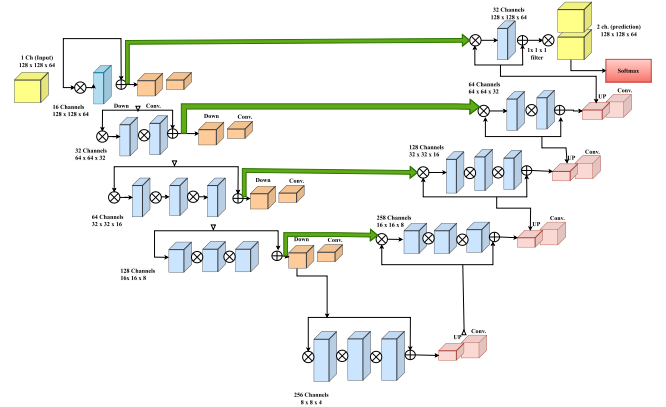 1 Ch (Input)
128 x 128 x 64
16 Channels
128 x 128 x 64
32 Channels
128 x 128 x 64
1x 1 x 1
filter
2 ch. (prediction)
128 x 128 x 64
Softmax
Down
Conv.
32 Channels
64 x 64 x 32
Down
Conv.
64 Channels
64 x 64 x 32
UP
Conv.
64 Channels
32 x 32 x 16
Down
Conv.
128 Channels
32 x 32 x 16
UP
Conv.
128 Channels
16x 16 x 8
Down
Conv.
258 Channels
16 x 16 x 8
UP
Conv.
256 Channels
8 x 8 x 4
UP
Conv.